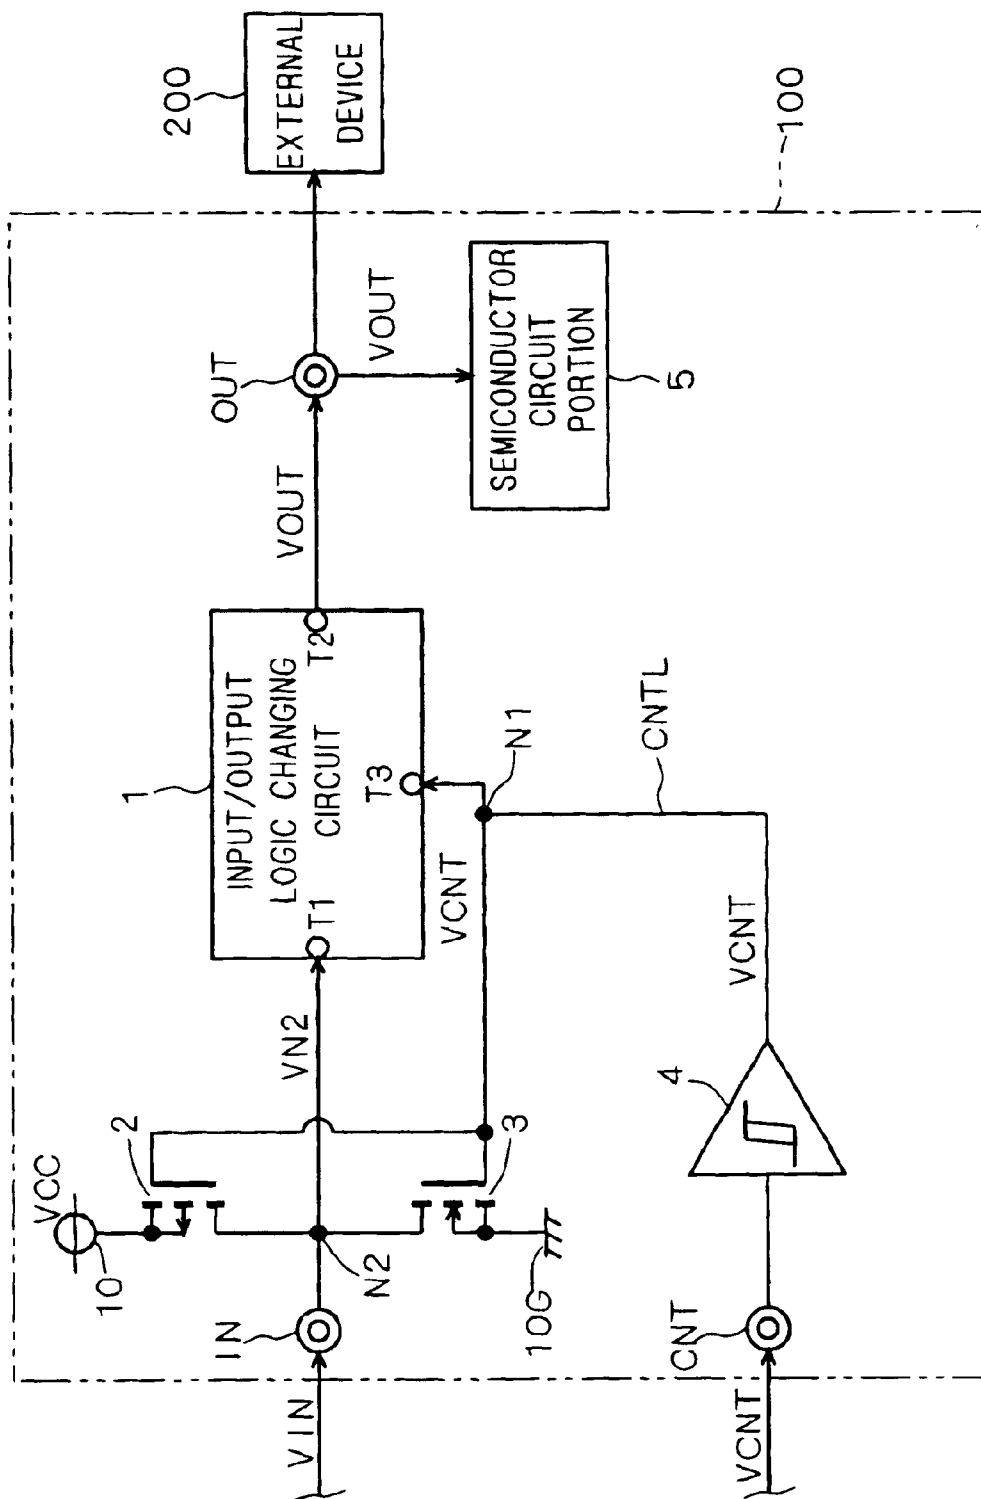 200
EXTERNAL
DEVICE
100
OUT
VOUT
VOUT
SEMICONDUCTOR
CIRCUIT
PORTION
5
1
INPUT/OUTPUT
LOGIC CHANGING
CIRCUIT
T1
T2
T3
N1
CNTL
VCNT
VCNT
VN2
VCC
10
2
3
4
N2
10G
IN
VIN
CNT
VCNT